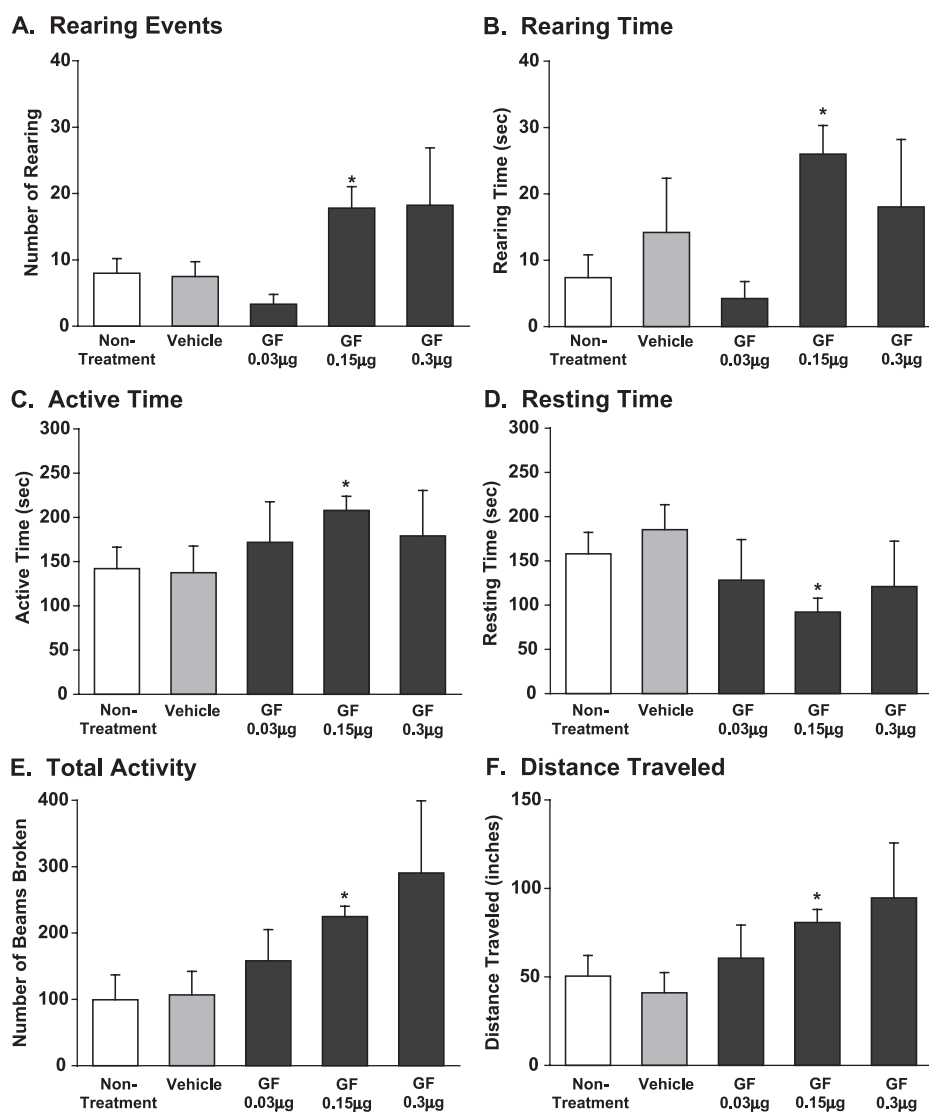 A. Rearing Events
Number of Rearing
40
30
20
10
0
*
Non-
Treatment
Vehicle
GF
0.03µg
GF
0.15µg
GF
0.3µg
B. Rearing Time
Rearing Time (sec)
40
30
20
10
0
*
Non-
Treatment
Vehicle
GF
0.03µg
GF
0.15µg
GF
0.3µg
C. Active Time
Active Time (sec)
300
250
200
150
100
50
0
*
Non-
Treatment
Vehicle
GF
0.03µg
GF
0.15µg
GF
0.3µg
D. Resting Time
Resting Time (sec)
300
250
200
150
100
50
0
*
Non-
Treatment
Vehicle
GF
0.03µg
GF
0.15µg
GF
0.3µg
E. Total Activity
Number of Beams Broken
400
300
200
100
0
*
Non-
Treatment
Vehicle
GF
0.03µg
GF
0.15µg
GF
0.3µg
F. Distance Traveled
Distance Traveled (inches)
150
100
50
0
*
Non-
Treatment
Vehicle
GF
0.03µg
GF
0.15µg
GF
0.3µg